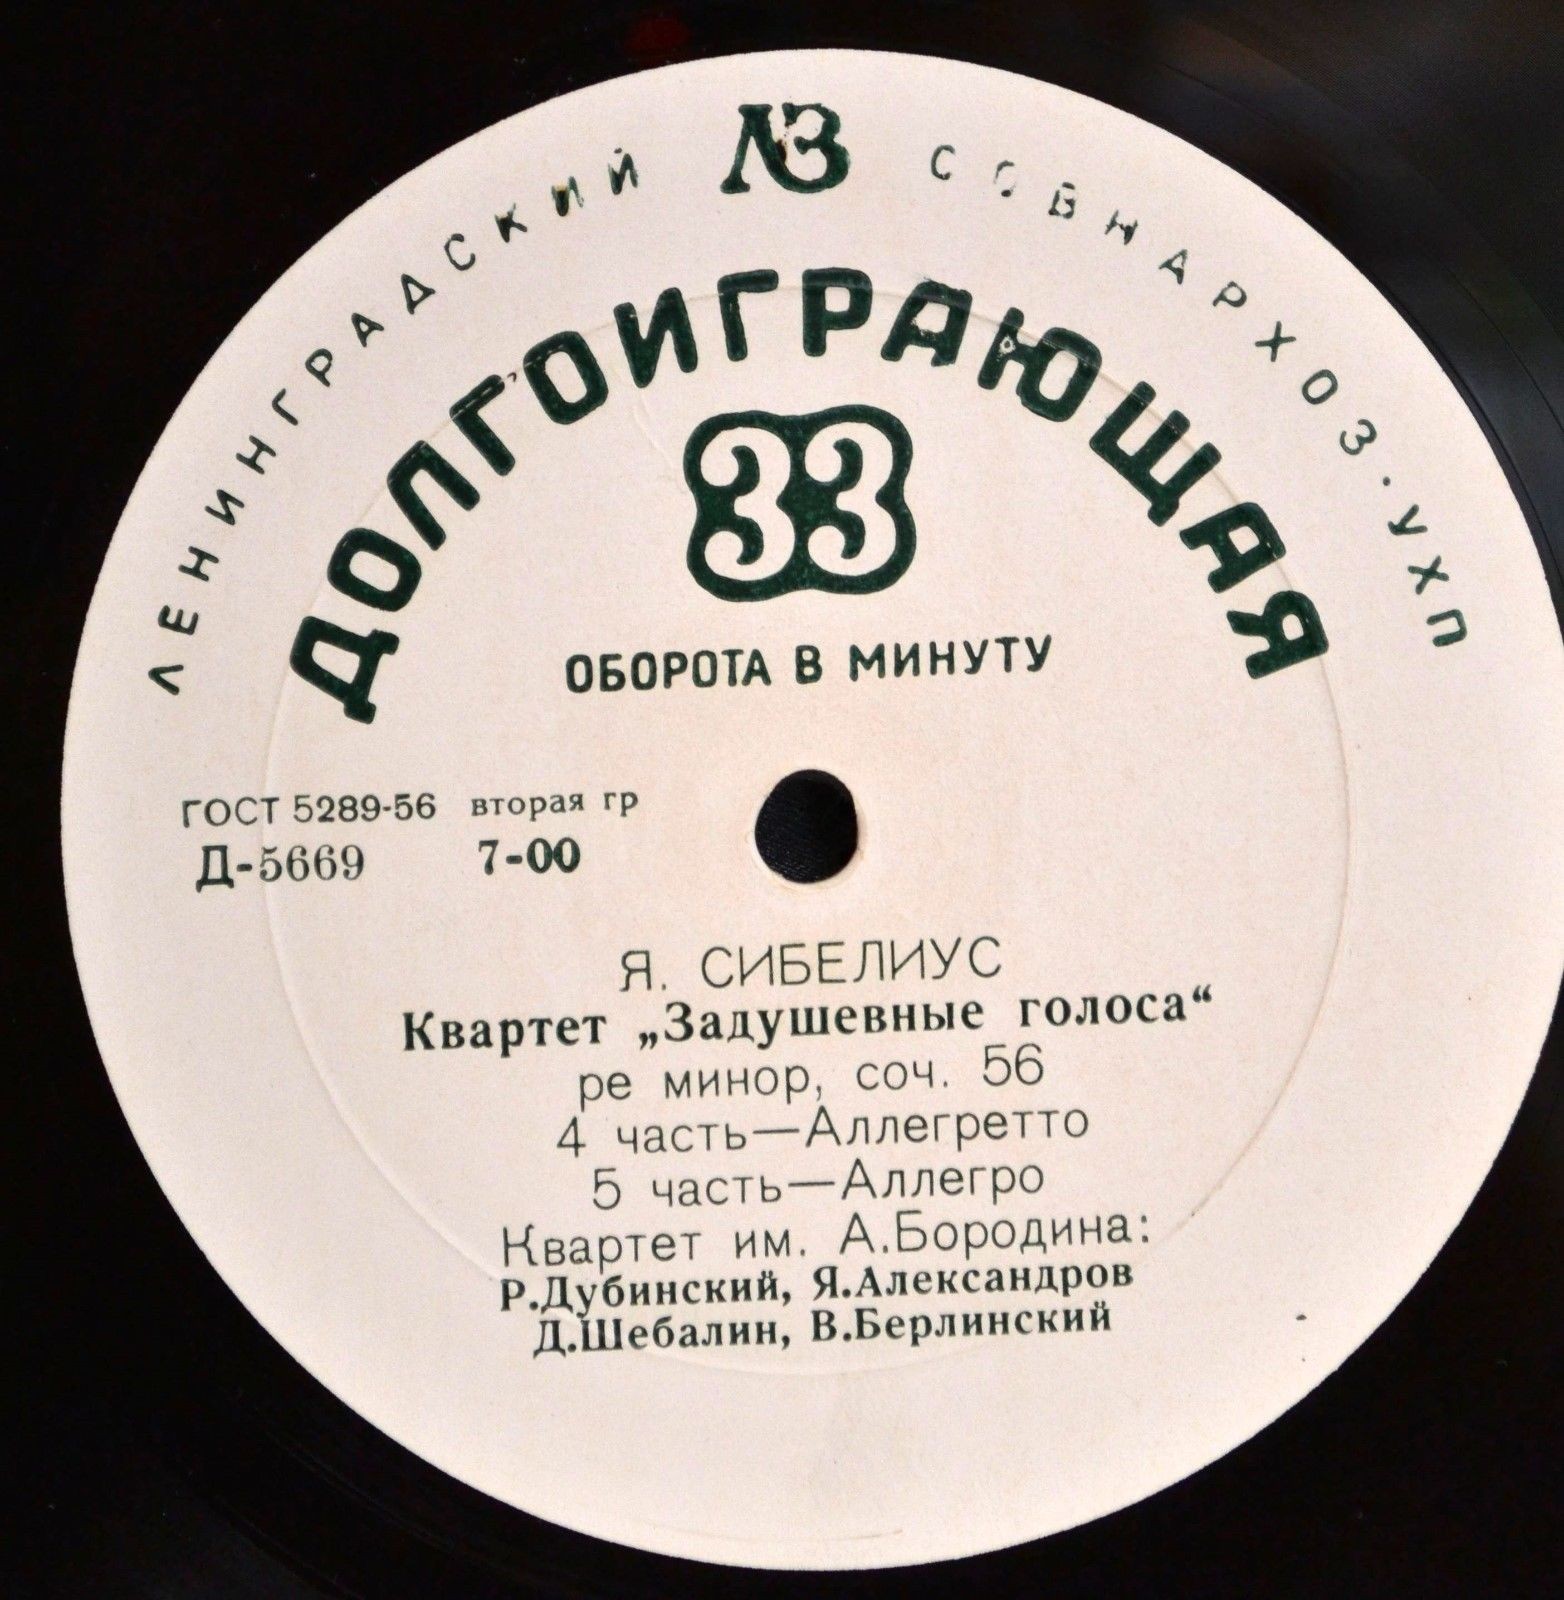 ЛЗ
ЛЕНИНГРАДСКИЙ СОВНАРХОЗ·УХП
ДОЛГОИГРАЮЩАЯ
33
ОБОРОТА В МИНУТУ
ГОСТ 5289-56 вторая гр
Д-5669 7-00
Я. СИБЕЛИУС
Квартет „Задушевные голоса“
ре минор, соч. 56
4 часть—Аллегретто
5 часть—Аллегро
Квартет им. А.Бородина:
Р.Дубинский, Я.Александров
Д.Шебалин, В.Берлинский